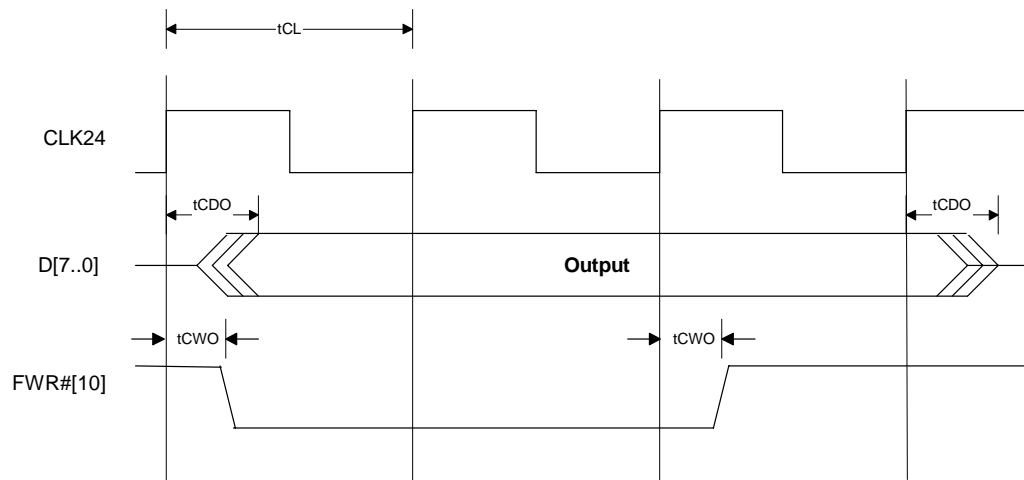 tCL
CLK24
tCDO
tCDO
D[7..0]
Output
tCWO
tCWO
FWR#[10]